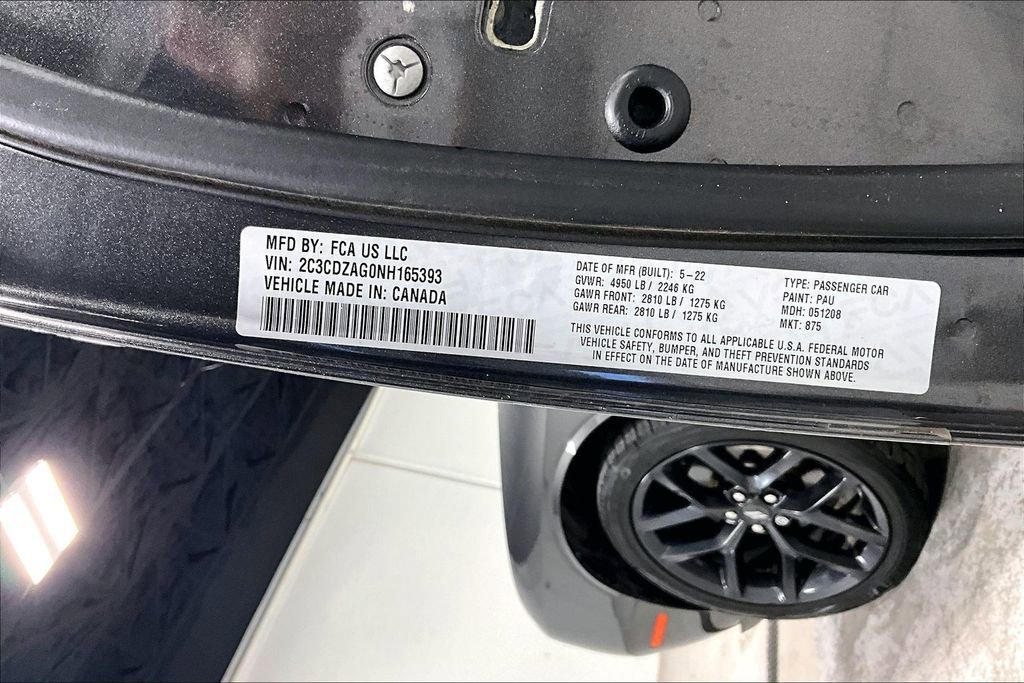 MFD BY: FCA US LLC
VIN: 2C3CDZAG0NH165393
VEHICLE MADE IN: CANADA
DATE OF MFR (BUILT): 5-22
GVWR: 4950 LB / 2246 KG
GAWR FRONT: 2810 LB / 1275 KG
GAWR REAR: 2810 LB / 1275 KG
TYPE: PASSENGER CAR
PAINT: PAU
MDH: 051208
MKT: 875
THIS VEHICLE CONFORMS TO ALL APPLICABLE U.S.A. FEDERAL MOTOR
VEHICLE SAFETY, BUMPER, AND THEFT PREVENTION STANDARDS
IN EFFECT ON THE DATE OF MANUFACTURE SHOWN ABOVE.